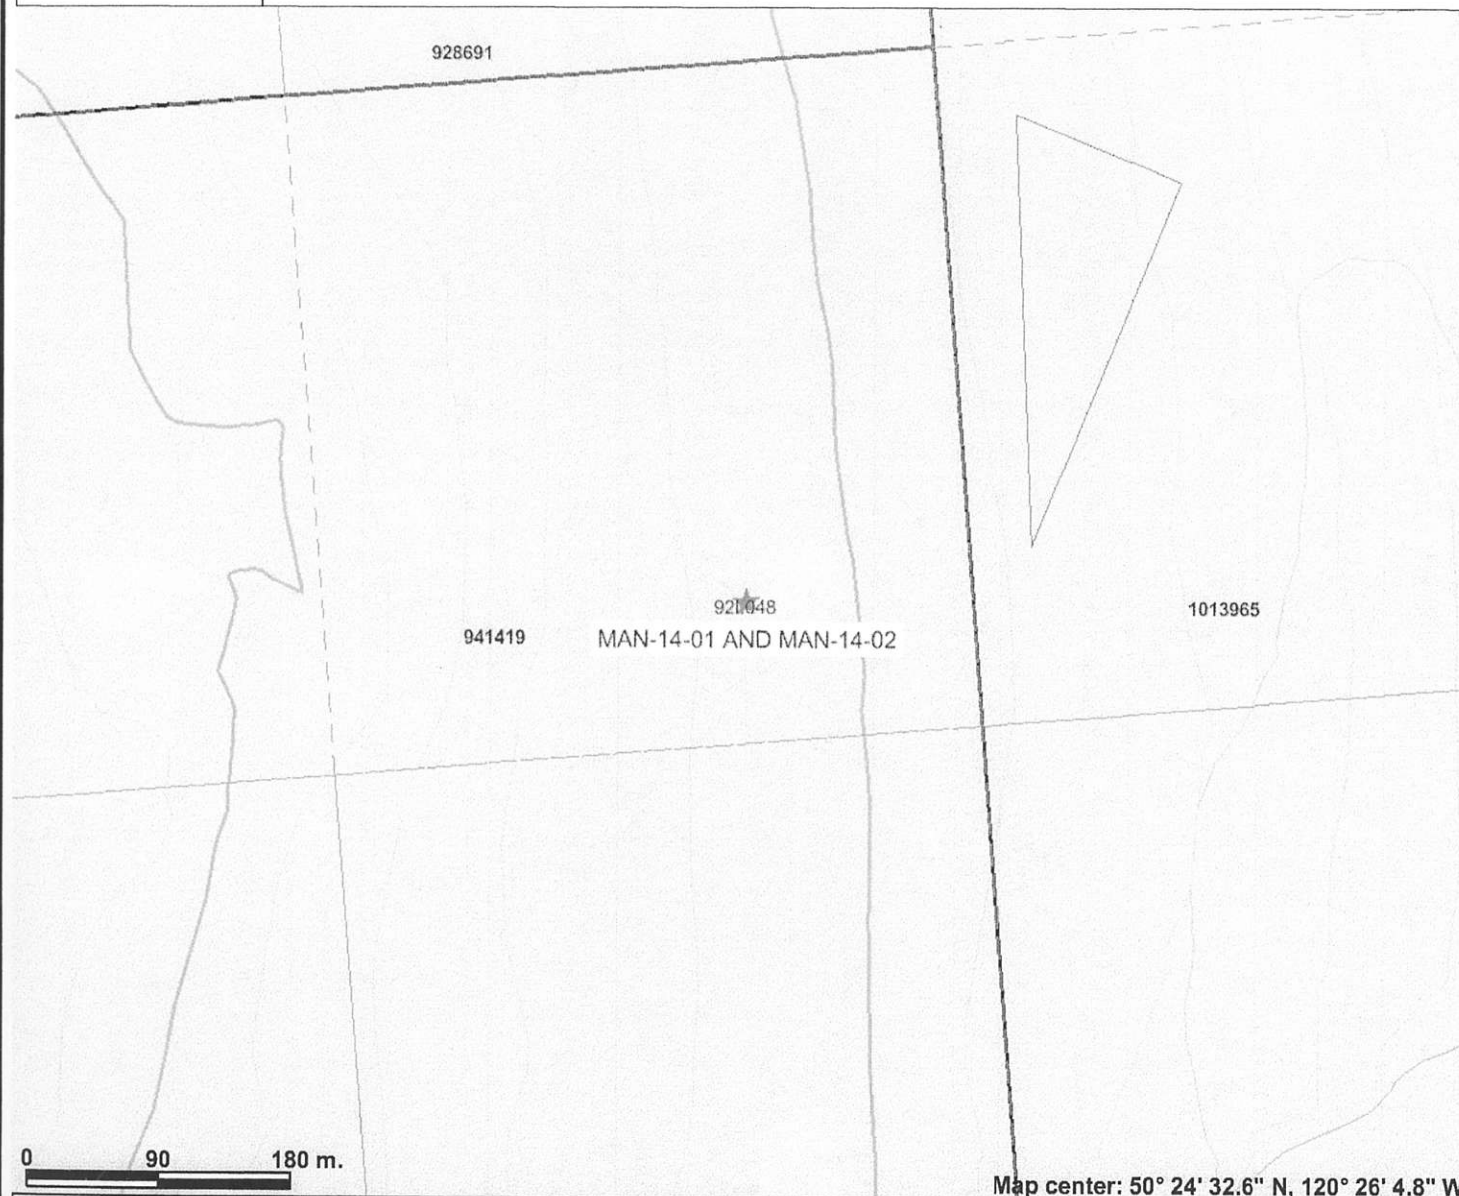 928691
941419
1013965
MAN-14-01 AND MAN-14-02
0 90 180 m.
Map center: 50° 24' 32.6" N, 120° 26' 4.8" W